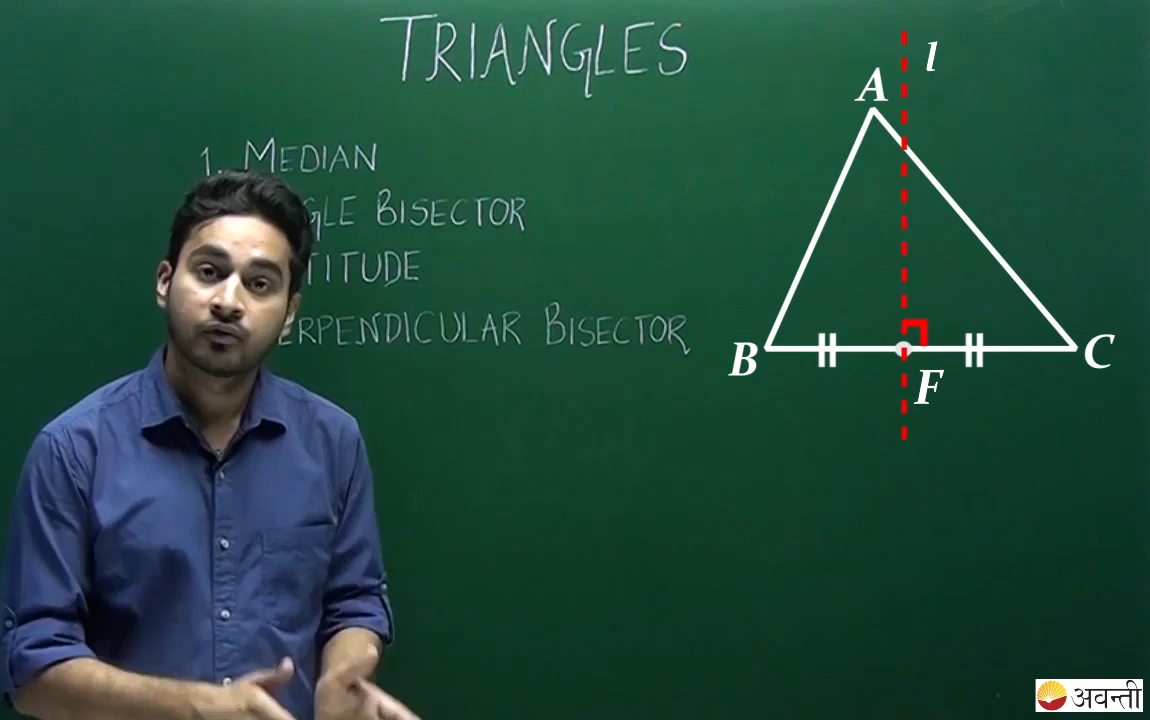 TRIANGLES
1. MEDIAN
GLE BISECTOR
TITUDE
ERPENDICULAR BISECTOR
l
A
B
C
F
अवन्ती